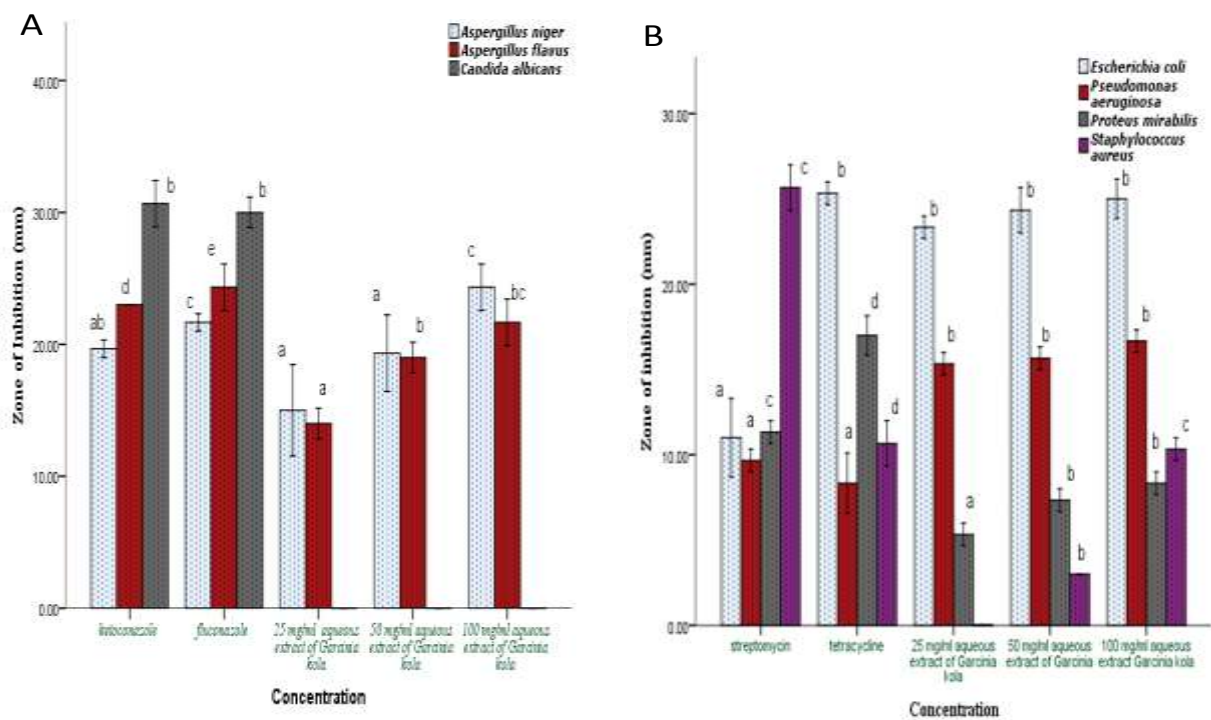 A
Aspergillus niger
Aspergillus flavus
Candida albicans
40.00
30.00
20.00
10.00
0.00
Zone of Inhibition (mm)
ab
d
b
c
e
b
a
a
a
b
c
bc
ketoconazole
fluconazole
25 mg/ml aqueous
extract of Garcinia
kola
50 mg/ml aqueous
extract of Garcinia
kola
100 mg/ml aqueous
extract of Garcinia
kola
Concentration
B
Escherichia coli
Pseudomonas
aeruginosa
Proteus mirabilis
Staphylococcus
aureus
30.00
20.00
10.00
0.00
Zone of inhibition (mm)
a
a
c
c
b
a
d
d
b
b
a
b
b
b
b
b
b
b
c
streptomycin
tetracycline
25 mg/ml aqueous
extract of Garcinia
kola
50 mg/ml aqueous
extract of Garcinia
100 mg/ml aqueous
extract Garcinia kola
Concentration